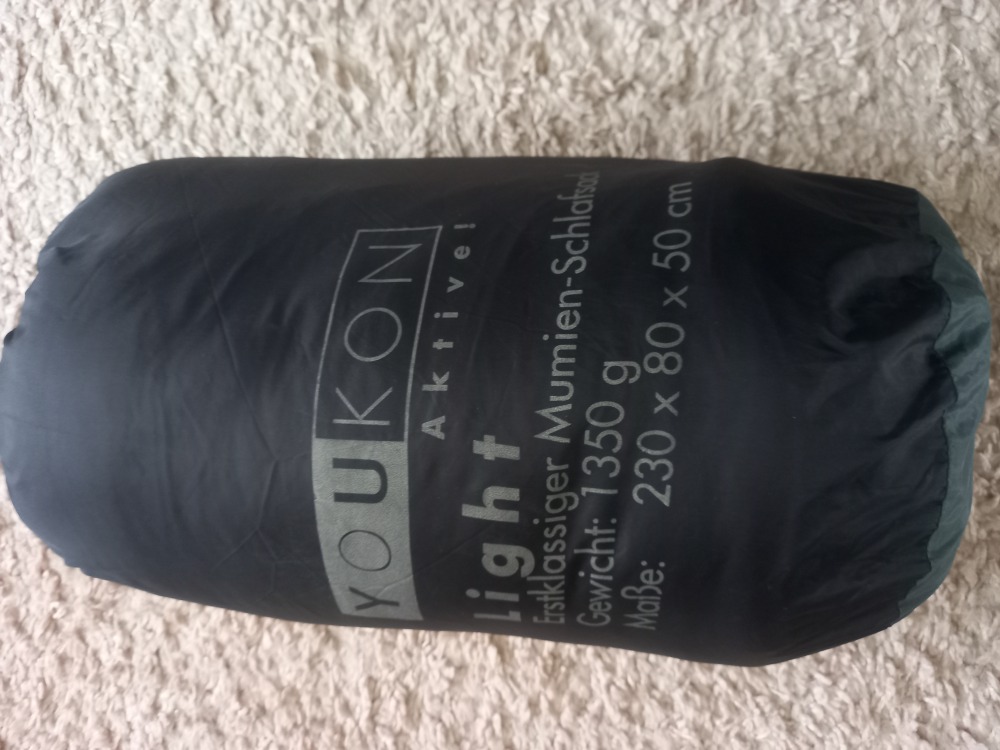 YOUKON
Aktive!
Light
Erstklassiger Mumien-Schlafsack
Gewicht: 1350 g
Maße: 230 x 80 x 50 cm